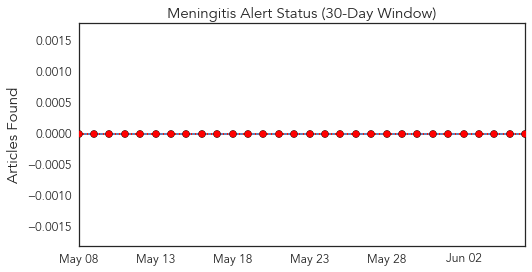 Meningitis Alert Status (30-Day Window)
Articles Found
0.0015
0.0010
0.0005
0.0000
−0.0005
−0.0010
−0.0015
May 08 May 13 May 18 May 23 May 28 Jun 02